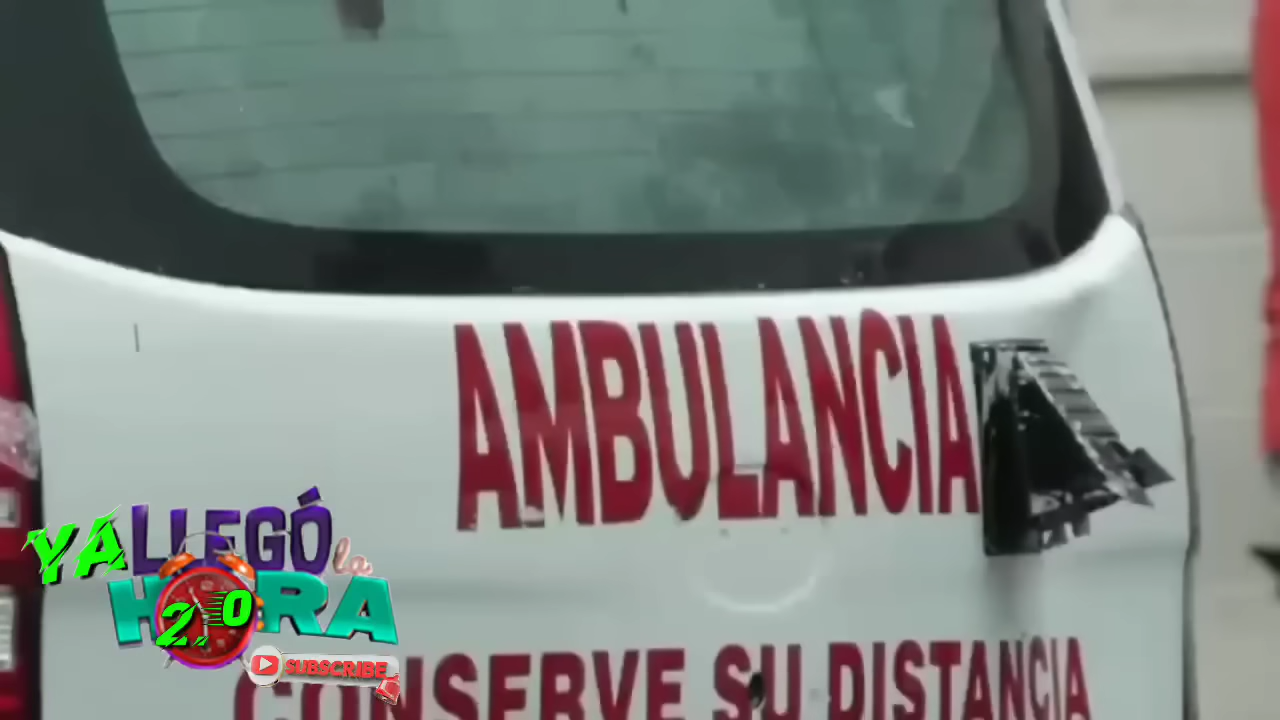 AMBULANCIA
YA LLEGÓ la
HORA
2.0
SUBSCRIBE
CONSERVE SU DISTANCIA